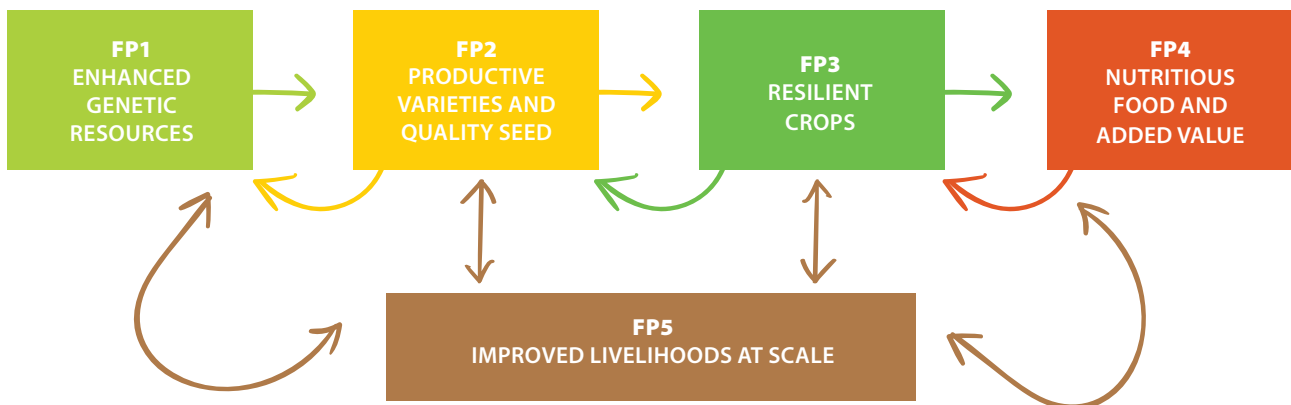 FP1
ENHANCED
GENETIC
RESOURCES
FP2
PRODUCTIVE
VARIETIES AND
QUALITY SEED
FP3
RESILIENT
CROPS
FP4
NUTRITIOUS
FOOD AND
ADDED VALUE
FP5
IMPROVED LIVELIHOODS AT SCALE